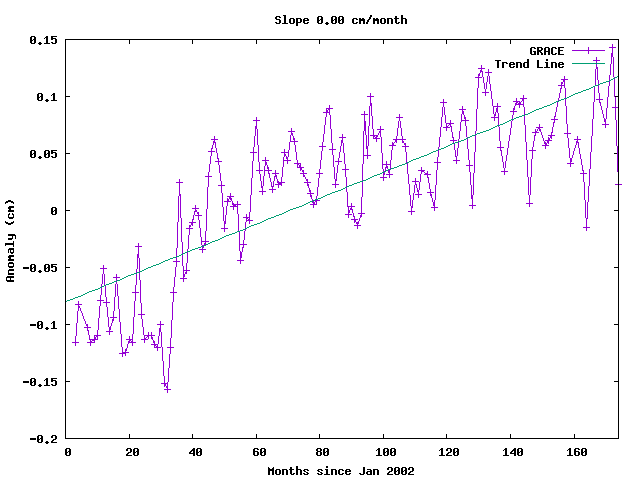 Slope 0.00 cm/month
GRACE
Trend Line
0.15
0.1
0.05
0
-0.05
-0.1
-0.15
-0.2
Anomaly (cm)
0 20 40 60 80 100 120 140 160
Months since Jan 2002